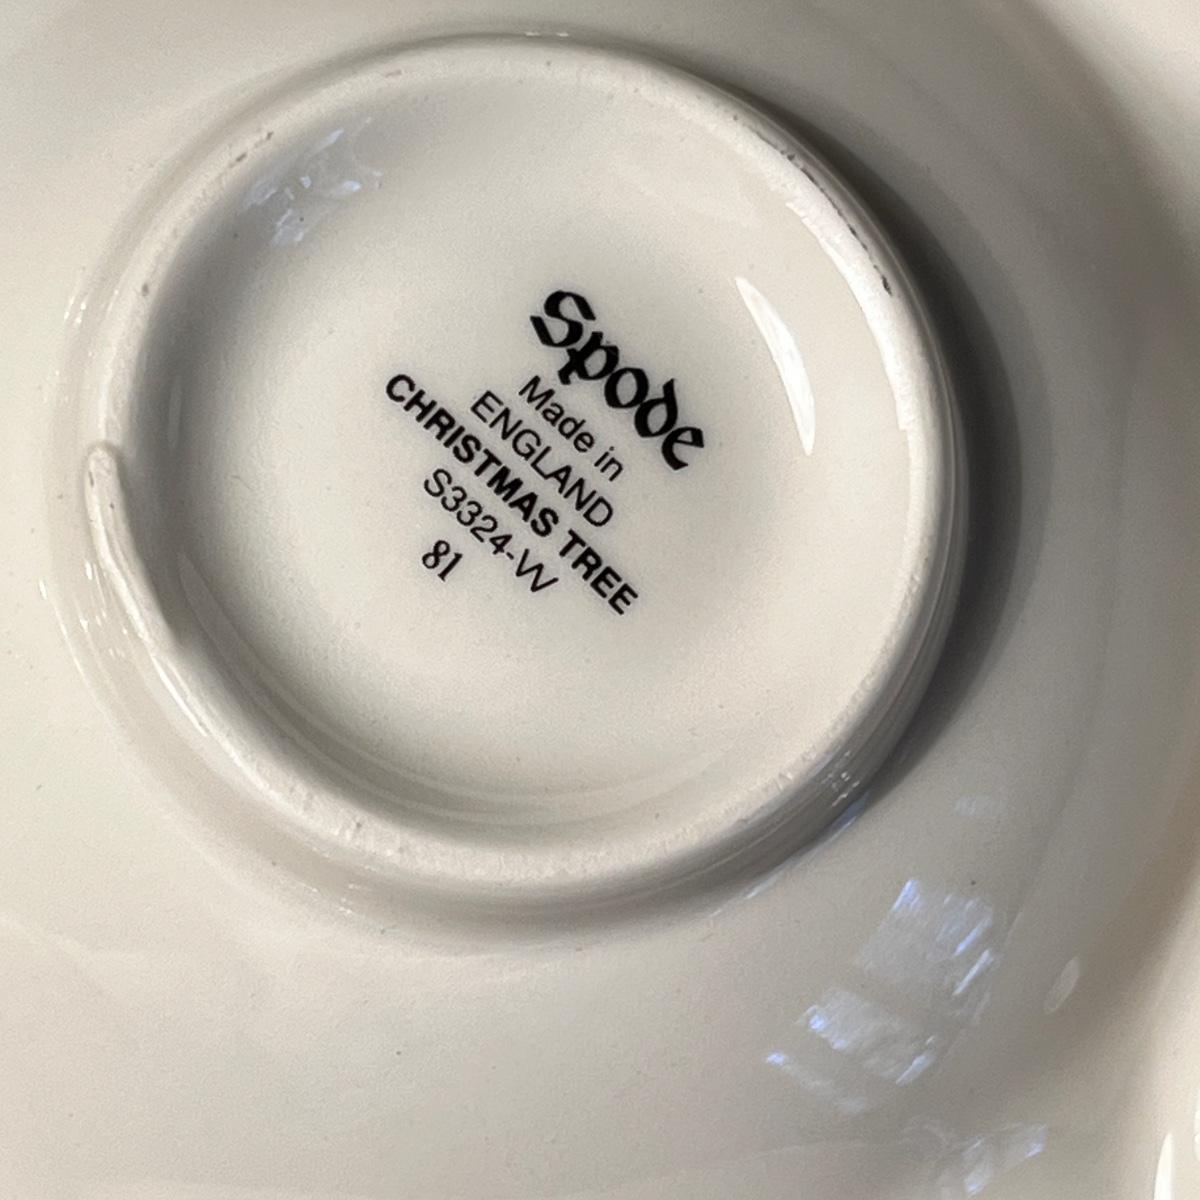 Spode
Made in
ENGLAND
CHRISTMAS TREE
S3324-W
81